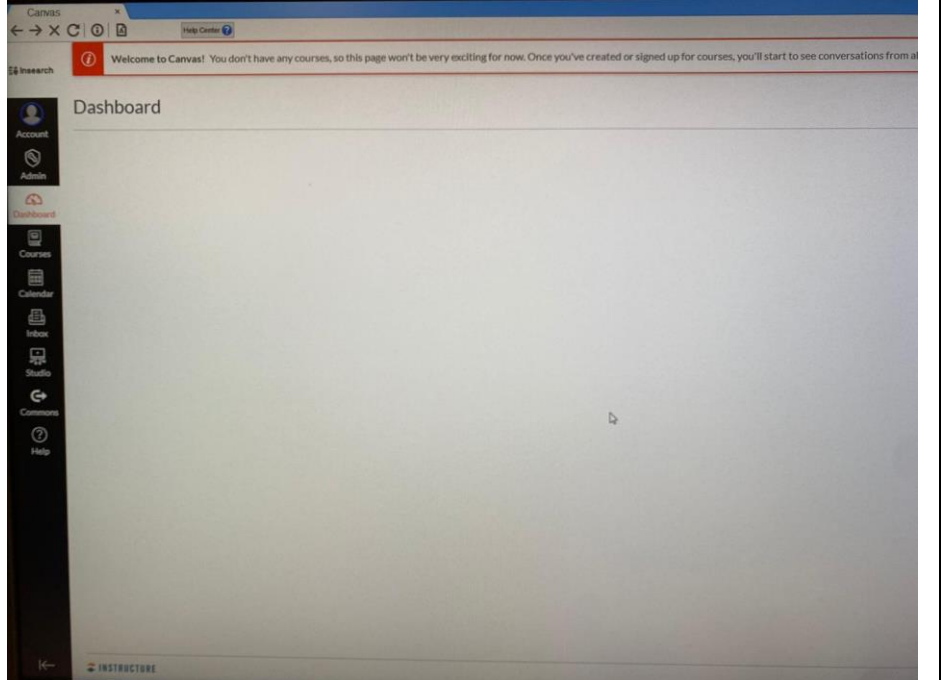 Canvas
Help Center
Welcome to Canvas! You don't have any courses, so this page won't be very exciting for now. Once you've created or signed up for courses, you'll start to see conversations from al
Insearch
Dashboard
Account
Admin
Dashboard
Courses
Calendar
Inbox
Studio
Commons
Help
INSTRUCTURE